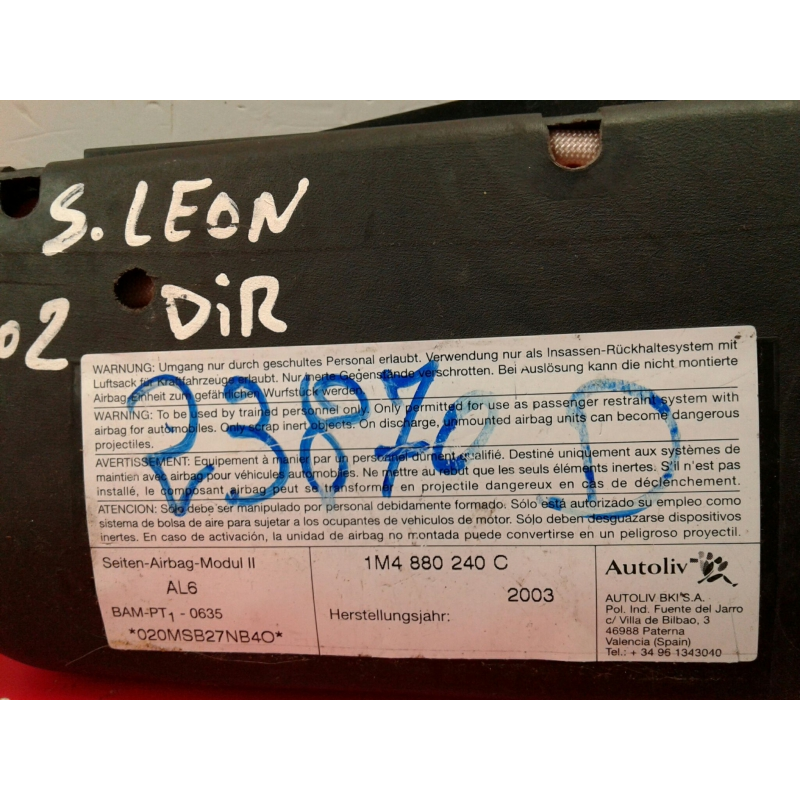 S. LEON
02 DiR
WARNUNG: Umgang nur durch geschultes Personal erlaubt. Verwendung nur als Insassen-Rückhaltesystem mit
Luftsack für Kraftfahrzeuge erlaubt. Nur inerte Gegenstände verschrotten. Bei Auslösung kann die nicht montierte
Airbag-Einheit zum gefährlichen Wurfstück werden.
WARNING: To be used by trained personnel only. Only permitted for use as passenger restraint system with
airbag for automobiles. Only scrap inert objects. On discharge, unmounted airbag units can become dangerous
projectiles.
AVERTISSEMENT: Equipement à manier par un personnel dûment qualifié. Destiné uniquement aux systèmes de
maintien avec airbag pour véhicules automobiles. Ne mettre au rebut que les seuls éléments inertes. S'il n'est pas
installé, le composant airbag peut se transformer en projectile dangereux en cas de déclenchement.
ATENCION: Sólo debe ser manipulado por personal debidamente formado. Sólo está autorizado su empleo como
sistema de bolsa de aire para sujetar a los ocupantes de vehiculos de motor. Sólo deben desguazarse dispositivos
inertes. En caso de activación, la unidad de airbag no montada puede convertirse en un peligroso proyectil.
23870 D
Seiten-Airbag-Modul II
AL6
BAM-PT1 - 0635
*020MSB27NB4O*
1M4 880 240 C
2003
Herstellungsjahr:
Autoliv
AUTOLIV BKI S.A.
Pol. Ind. Fuente del Jarro
c/ Villa de Bilbao, 3
46988 Paterna
Valencia (Spain)
Tel.: + 34 96 1343040